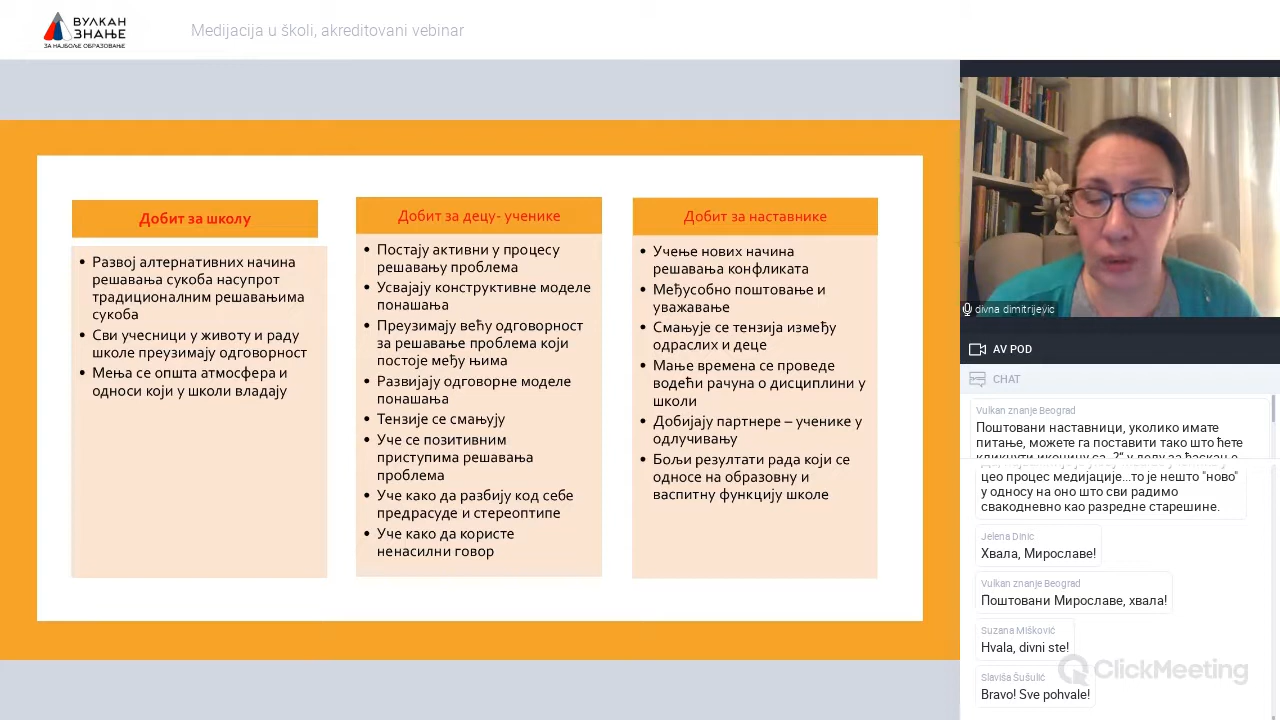 ВУЛКАН
ЗНАЊЕ
ЗА НАЈБОЉЕ ОБРАЗОВАЊЕ
Medijacija u školi, akreditovani vebinar
Добит за школу
Развој алтернативних начина
решавања сукоба насупрот
традиционалним решавањима
сукоба
Сви учесници у животу и раду
школе преузимају одговорност
Мења се општа атмосфера и
односи који у школи владају
Добит за децу- ученике
Постају активни у процесу
решавању проблема
Усвајају конструктивне моделе
понашања
Преузимају већу одговорност
за решавање проблема који
постоје међу њима
Развијају одговорне моделе
понашања
Тензије се смањују
Уче се позитивним
приступима решавања
проблема
Уче како да разбију код себе
предрасуде и стереоптипе
Уче како да користе
ненасилни говор
Добит за наставнике
Учење нових начина
решавања конфликата
Међусобно поштовање и
уважавање
Смањује се тензија између
одраслих и деце
Мање времена се проведе
водећи рачуна о дисциплини у
школи
Добијају партнере – ученике у
одлучивању
Бољи резултати рада који се
односе на образовну и
васпитну функцију школе
divna dimitrijevic
AV POD
CHAT
Vulkan znanje Beograd
Поштовани наставници, уколико имате
питање, можете га поставити тако што ћете
кликнути иконицу са „?“ у делу за ћаскање
цео процес медијације...то је нешто "ново"
у односу на оно што сви радимо
свакодневно као разредне старешине.
Jelena Dinic
Хвала, Мирославе!
Vulkan znanje Beograd
Поштовани Мирославе, хвала!
Suzana Mišković
Hvala, divni ste!
Slaviša Šušulić
Bravo! Sve pohvale!
ClickMeeting